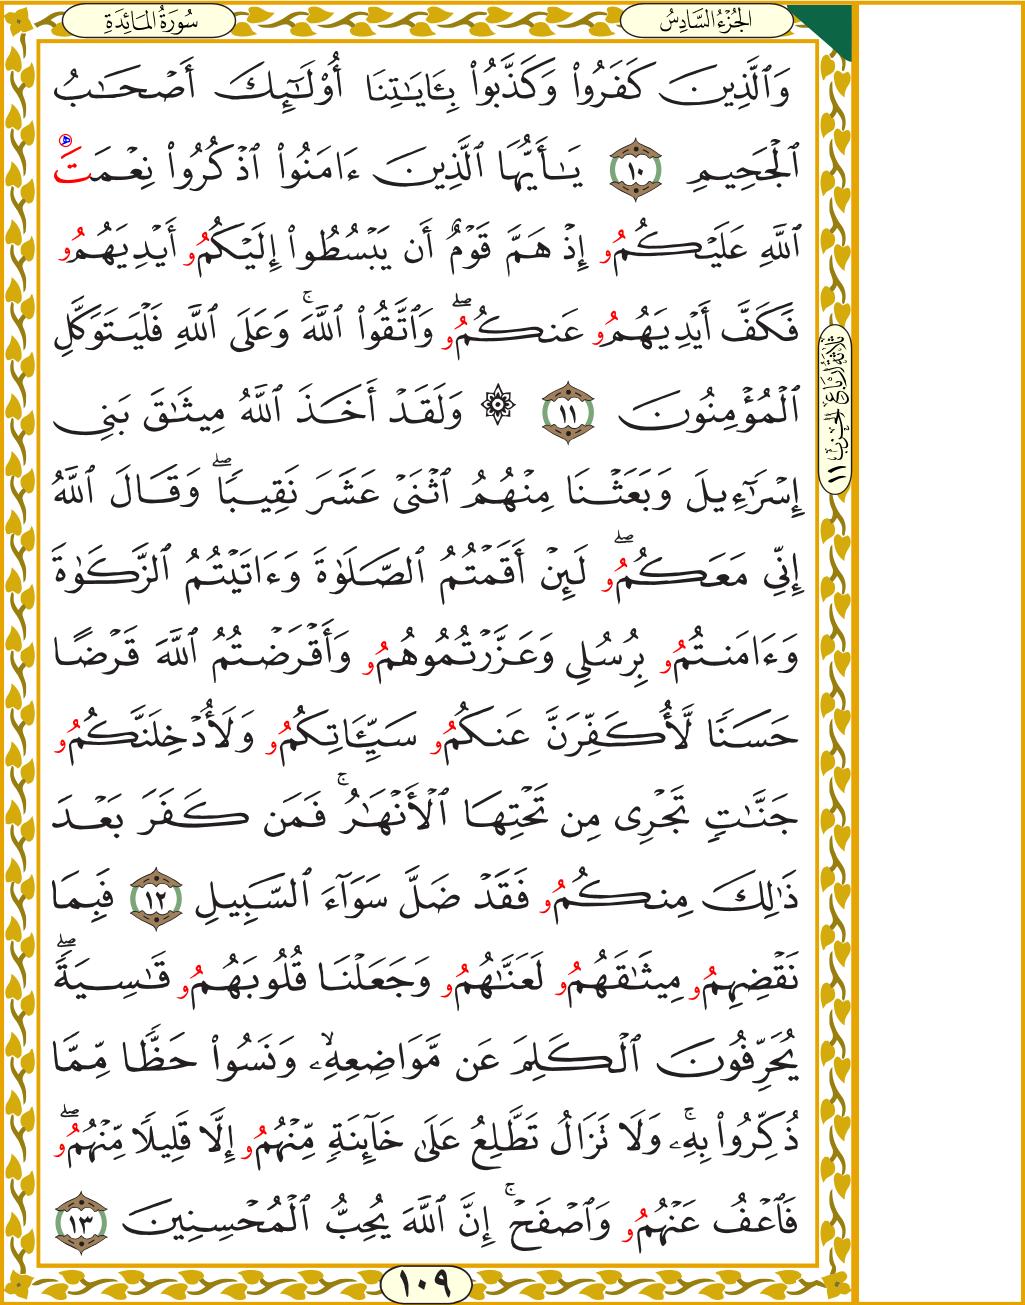 الجُزْءُ السَّادِسُ
سُورَةُ المَائِدَةِ
وَٱلَّذِينَ كَفَرُوا۟ وَكَذَّبُوا۟ بِـَٔايَـٰتِنَا أُو۟لَـٰٓئِكَ أَصْحَـٰبُ
ٱلْجَحِيمِ ١٠ يَـٰأَيُّهَا ٱلَّذِينَ ءَامَنُوا۟ ٱذْكُرُوا۟ نِعْمَتَ
ٱللَّهِ عَلَيْكُمُو إِذْ هَمَّ قَوْمٌ أَن يَبْسُطُوا۟ إِلَيْكُمُو أَيْدِيَهُمُو
فَكَفَّ أَيْدِيَهُمُو عَنكُمُو ۖ وَٱتَّقُوا۟ ٱللَّهَ ۚ وَعَلَى ٱللَّهِ فَلْيَتَوَكَّلِ
ٱلْمُؤْمِنُونَ ١١ ۞ وَلَقَدْ أَخَذَ ٱللَّهُ مِيثَـٰقَ بَنِى
إِسْرَٰٓءِيلَ وَبَعَثْنَا مِنْهُمُ ٱثْنَىْ عَشَرَ نَقِيبًا ۖ وَقَالَ ٱللَّهُ
إِنِّى مَعَكُمُو ۖ لَئِنْ أَقَمْتُمُ ٱلصَّلَوٰةَ وَءَاتَيْتُمُ ٱلزَّكَوٰةَ
وَءَامَنتُمُو بِرُسُلِى وَعَزَّرْتُمُوهُمُو وَأَقْرَضْتُمُ ٱللَّهَ قَرْضًا
حَسَنًا لَّأُكَفِّرَنَّ عَنكُمُو سَيِّـَٔاتِكُمُو وَلَأُدْخِلَنَّكُمُو
جَنَّـٰتٍ تَجْرِى مِن تَحْتِهَا ٱلْأَنْهَـٰرُ ۚ فَمَن كَفَرَ بَعْدَ
ذَٰلِكَ مِنكُمُو فَقَدْ ضَلَّ سَوَآءَ ٱلسَّبِيلِ ١٢ فَبِمَا
نَقْضِهِمُو مِيثَـٰقَهُمُو لَعَنَّـٰهُمُو وَجَعَلْنَا قُلُوبَهُمُو قَـٰسِيَةً ۖ
يُحَرِّفُونَ ٱلْكَلِمَ عَن مَّوَاضِعِهِۦ ۙ وَنَسُوا۟ حَظًّا مِّمَّا
ذُكِّرُوا۟ بِهِۦ ۚ وَلَا تَزَالُ تَطَّلِعُ عَلَىٰ خَآئِنَةٍ مِّنْهُمُو إِلَّا قَلِيلًا مِّنْهُمُو ۖ
فَٱعْفُ عَنْهُمُو وَٱصْفَحْ ۚ إِنَّ ٱللَّهَ يُحِبُّ ٱلْمُحْسِنِينَ ١٣
ثَلَاثَةُ أَرْبَاعِ الحِزْبِ ١١
١٠٩